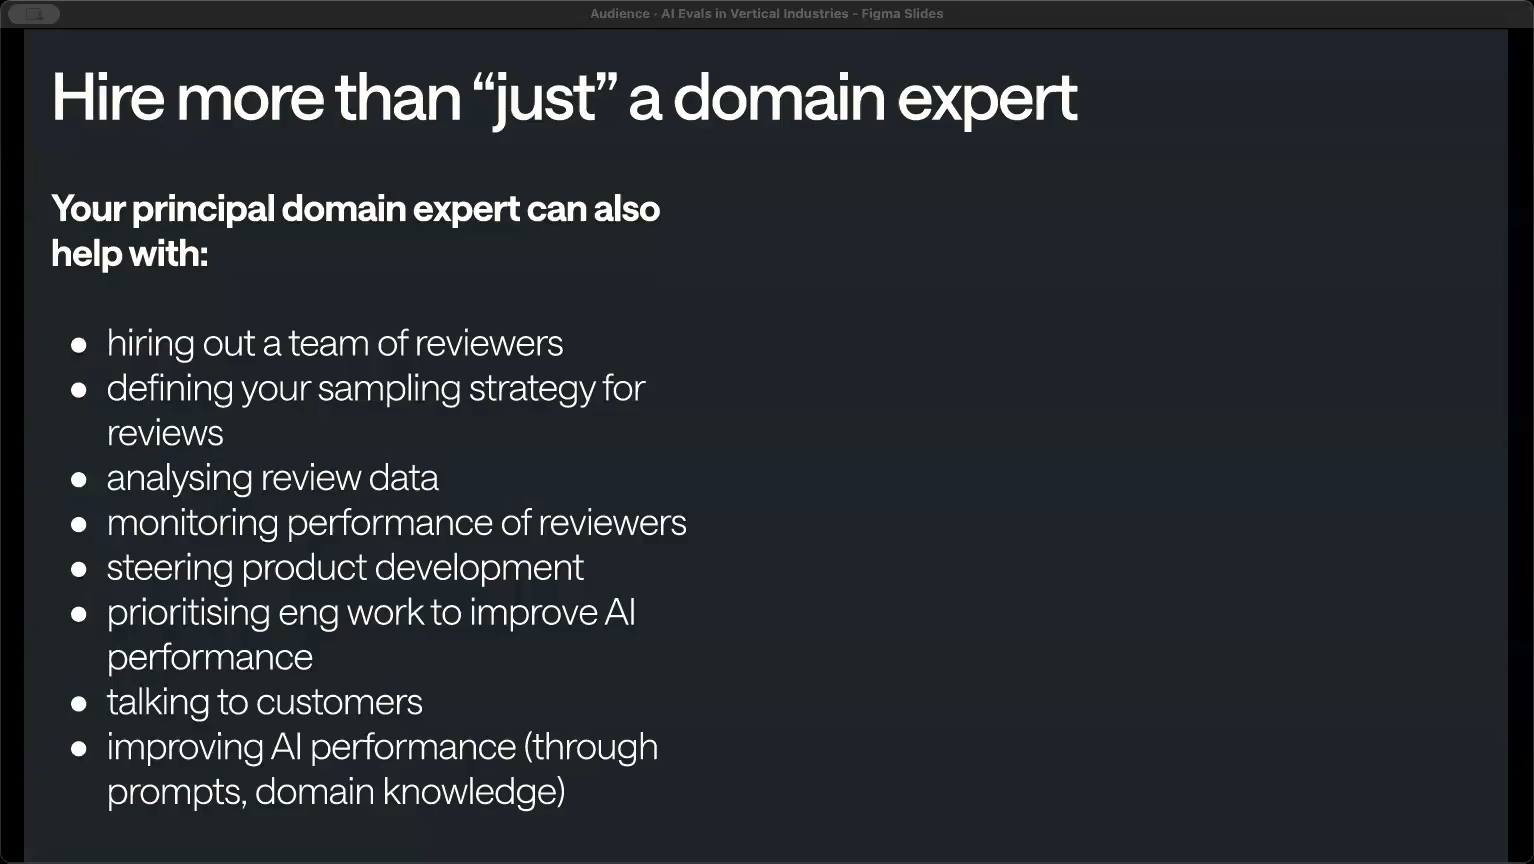 Audience · AI Evals in Vertical Industries – Figma Slides
Hire more than “just” a domain expert
Your principal domain expert can also
help with:
● hiring out a team of reviewers
● defining your sampling strategy for
reviews
● analysing review data
● monitoring performance of reviewers
● steering product development
● prioritising eng work to improve AI
performance
● talking to customers
● improving AI performance (through
prompts, domain knowledge)